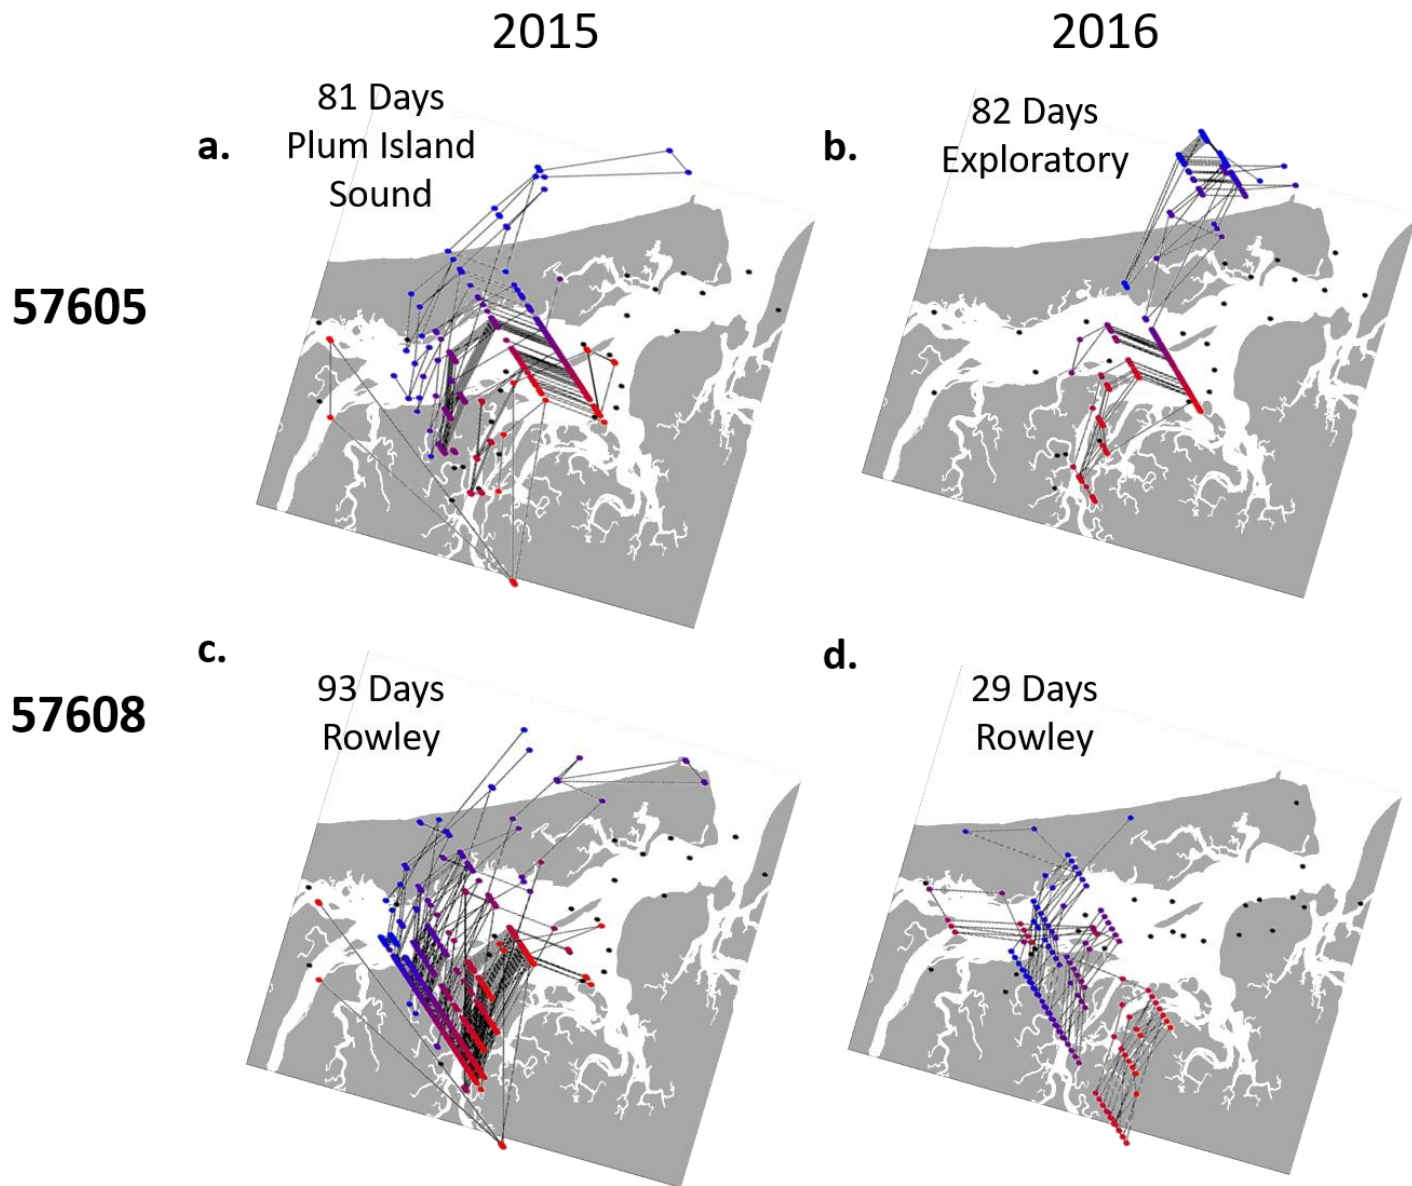 2015
2016
a.
81 Days
Plum Island
Sound
b.
82 Days
Exploratory
57605
c.
93 Days
Rowley
d.
29 Days
Rowley
57608